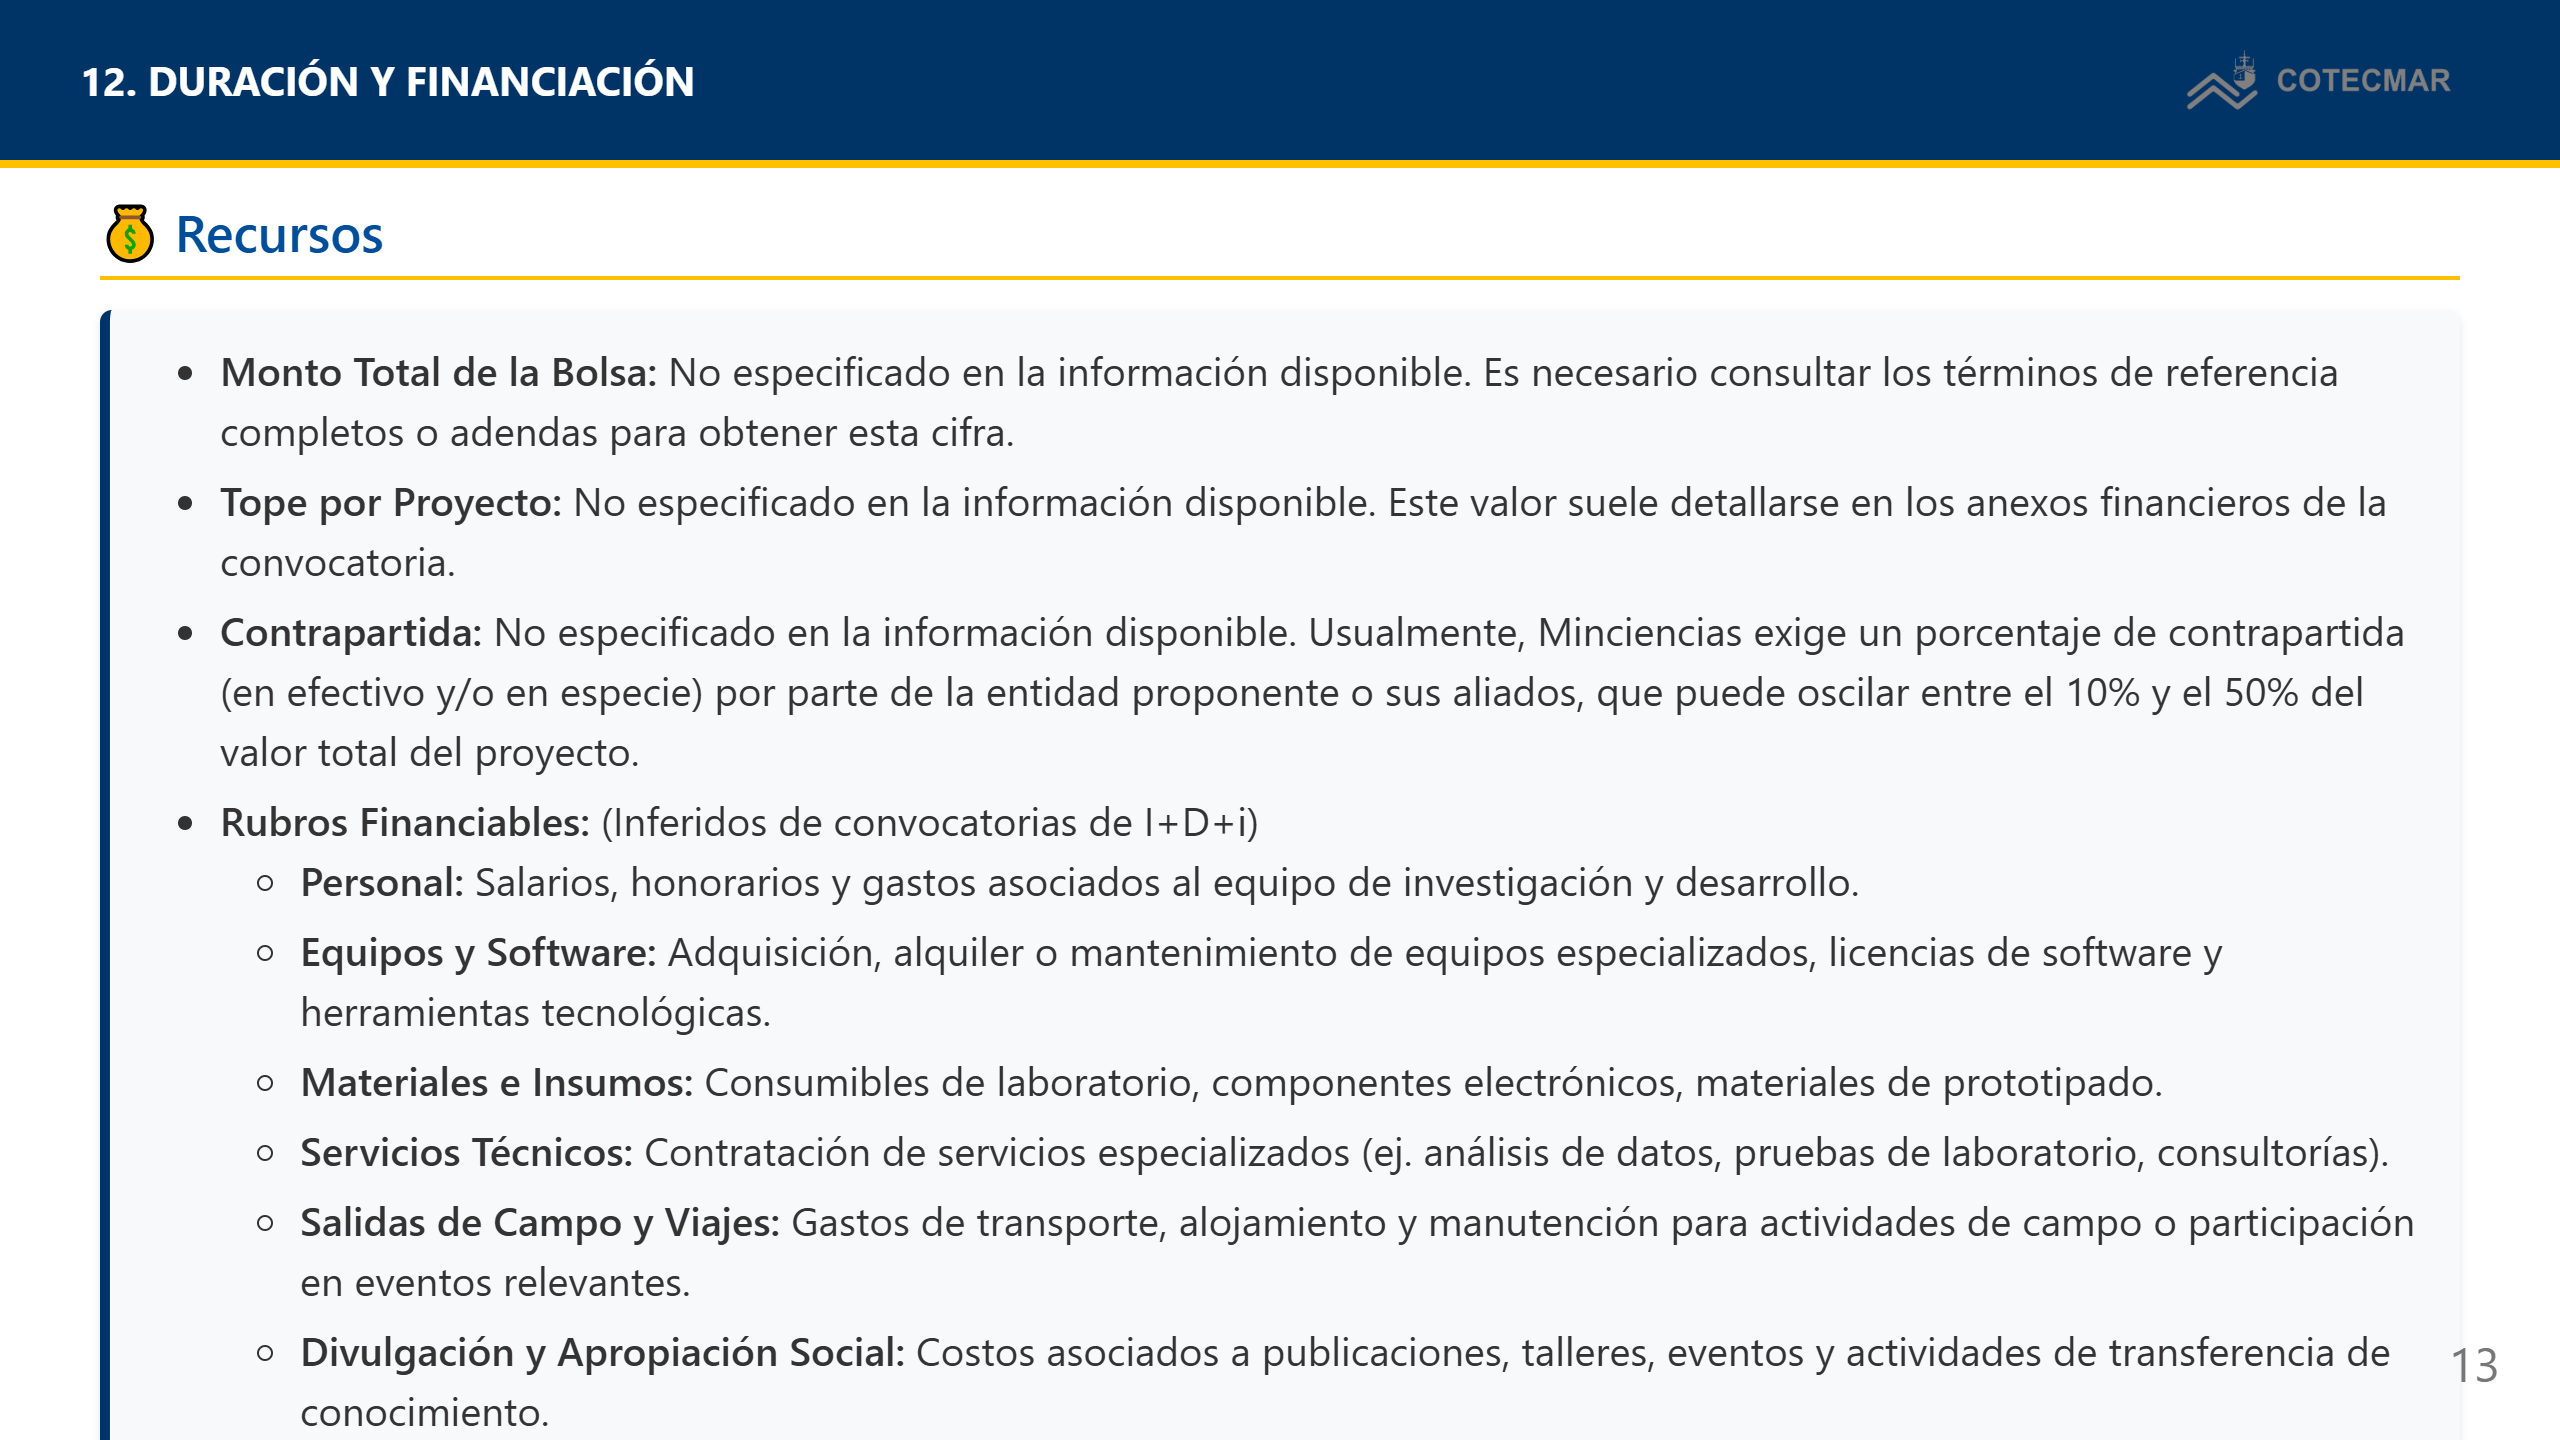 12. DURACIÓN Y FINANCIACIÓN
COTECMAR
Recursos
Monto Total de la Bolsa: No especificado en la información disponible. Es necesario consultar los términos de referencia
completos o adendas para obtener esta cifra.
Tope por Proyecto: No especificado en la información disponible. Este valor suele detallarse en los anexos financieros de la
convocatoria.
Contrapartida: No especificado en la información disponible. Usualmente, Minciencias exige un porcentaje de contrapartida
(en efectivo y/o en especie) por parte de la entidad proponente o sus aliados, que puede oscilar entre el 10% y el 50% del
valor total del proyecto.
Rubros Financiables: (Inferidos de convocatorias de I+D+i)
Personal: Salarios, honorarios y gastos asociados al equipo de investigación y desarrollo.
Equipos y Software: Adquisición, alquiler o mantenimiento de equipos especializados, licencias de software y
herramientas tecnológicas.
Materiales e Insumos: Consumibles de laboratorio, componentes electrónicos, materiales de prototipado.
Servicios Técnicos: Contratación de servicios especializados (ej. análisis de datos, pruebas de laboratorio, consultorías).
Salidas de Campo y Viajes: Gastos de transporte, alojamiento y manutención para actividades de campo o participación
en eventos relevantes.
Divulgación y Apropiación Social: Costos asociados a publicaciones, talleres, eventos y actividades de transferencia de
conocimiento.
13